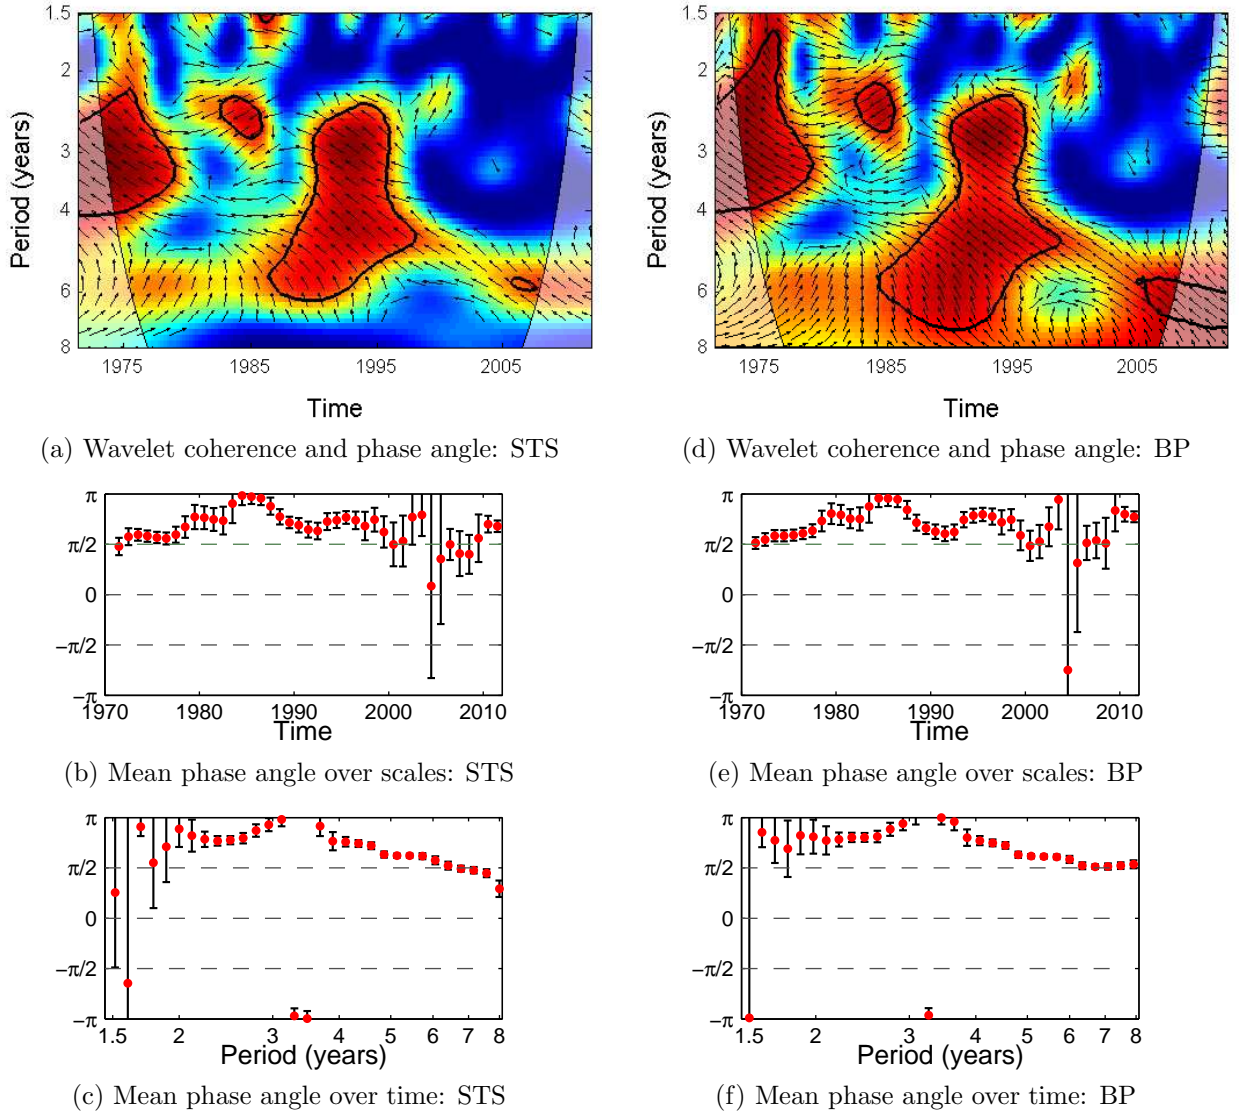 1.5
2
3
4
6
8
Period (years)
1975
1985
1995
2005
Time
(a) Wavelet coherence and phase angle: STS
1.5
2
3
4
6
8
Period (years)
1975
1985
1995
2005
Time
(d) Wavelet coherence and phase angle: BP
π
π/2
0
−π/2
−π
1970
1980
1990
2000
2010
Time
(b) Mean phase angle over scales: STS
π
π/2
0
−π/2
−π
1970
1980
1990
2000
2010
Time
(e) Mean phase angle over scales: BP
π
π/2
0
−π/2
−π
1.5
2
3
4
5
6
7
8
Period (years)
(c) Mean phase angle over time: STS
π
π/2
0
−π/2
−π
1.5
2
3
4
5
6
7
8
Period (years)
(f) Mean phase angle over time: BP